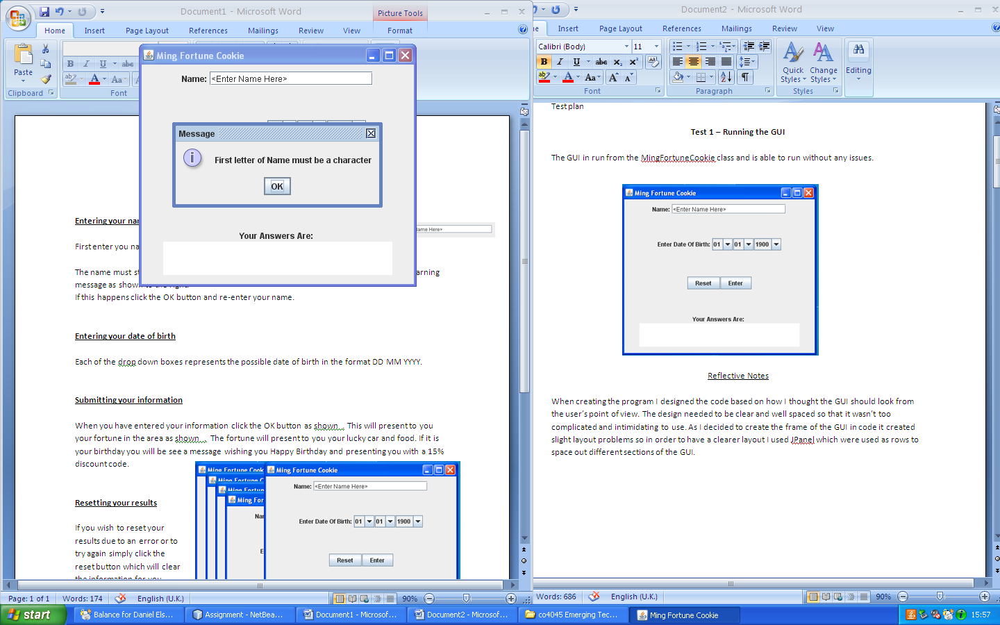 Document1 - Microsoft Word
Picture Tools
Home Insert Page Layout References Mailings Review View Format
Paste
Clipboard
Font
Ming Fortune Cookie
Name: <Enter Name Here>
Message
First letter of Name must be a character
OK
Your Answers Are:
Entering your
First enter you
The name must
message as shown to the right.
If this happens click the OK button and re-enter your name.
Entering your date of birth
Each of the drop down boxes represents the possible date of birth in the format DD MM YYYY.
Submitting your information
When you have entered your information click the OK button as shown... This will present to you
your fortune in the area as shown.... The fortune will present to you your lucky car and food. If it is
your birthday you will be see a message wishing you Happy Birthday and presenting you with a 15%
discount code.
Resetting your results
If you wish to reset your
results due to an error or to
try again simply click the
reset button which will clear
the information for you
Ming Fortune Cook
Ming Fortune C
Ming Fortune
Ming For
Ming Fortune Cookie
Name: <Enter Name Here>
Enter Date Of Birth: 01 01 1900
Reset Enter
Page: 1 of 1 Words: 174 English (U.K.) 90%
Document2 - Microsoft Word
Insert Page Layout References Mailings Review View
Calibri (Body) 11
Quick Styles
Change Styles
Editing
Font Paragraph Styles
Test plan
Test 1 – Running the GUI
The GUI in run from the MingFortuneCookie class and is able to run without any issues.
Ming Fortune Cookie
Name: <Enter Name Here>
Enter Date Of Birth: 01 01 1900
Reset Enter
Your Answers Are:
Reflective Notes
When creating the program I designed the code based on how I thought the GUI should look from
the user's point of view. The design needed to be clear and well spaced so that it wasn't too
complicated and intimidating to use. As I decided to create the frame of the GUI in code it created
slight layout problems so in order to have a clearer layout I used JPanel which were used as rows to
space out different sections of the GUI.
Words: 686 English (U.K.) 90%
start Balance for Daniel Els... Assignment - NetBea... Document1 - Microsof... Document2 - Microsof... co4045 Emerging Tec... Ming Fortune Cookie 15:57